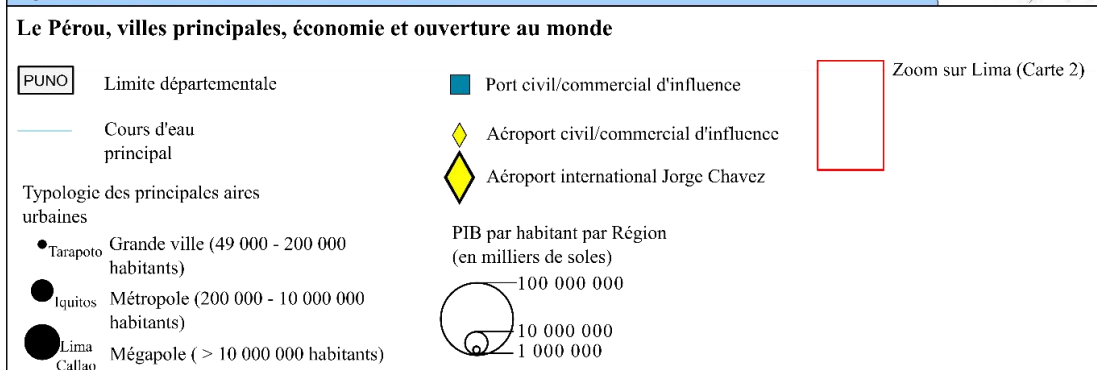 Le Pérou, villes principales, économie et ouverture au monde
PUNO
Limite départementale
Cours d'eau
principal
Typologie des principales aires
urbaines
Tarapoto
Grande ville (49 000 - 200 000
habitants)
Iquitos
Métropole (200 000 - 10 000 000
habitants)
Lima
Callao
Mégapole ( > 10 000 000 habitants)
Port civil/commercial d'influence
Aéroport civil/commercial d'influence
Aéroport international Jorge Chavez
PIB par habitant par Région
(en milliers de soles)
100 000 000
10 000 000
1 000 000
Zoom sur Lima (Carte 2)